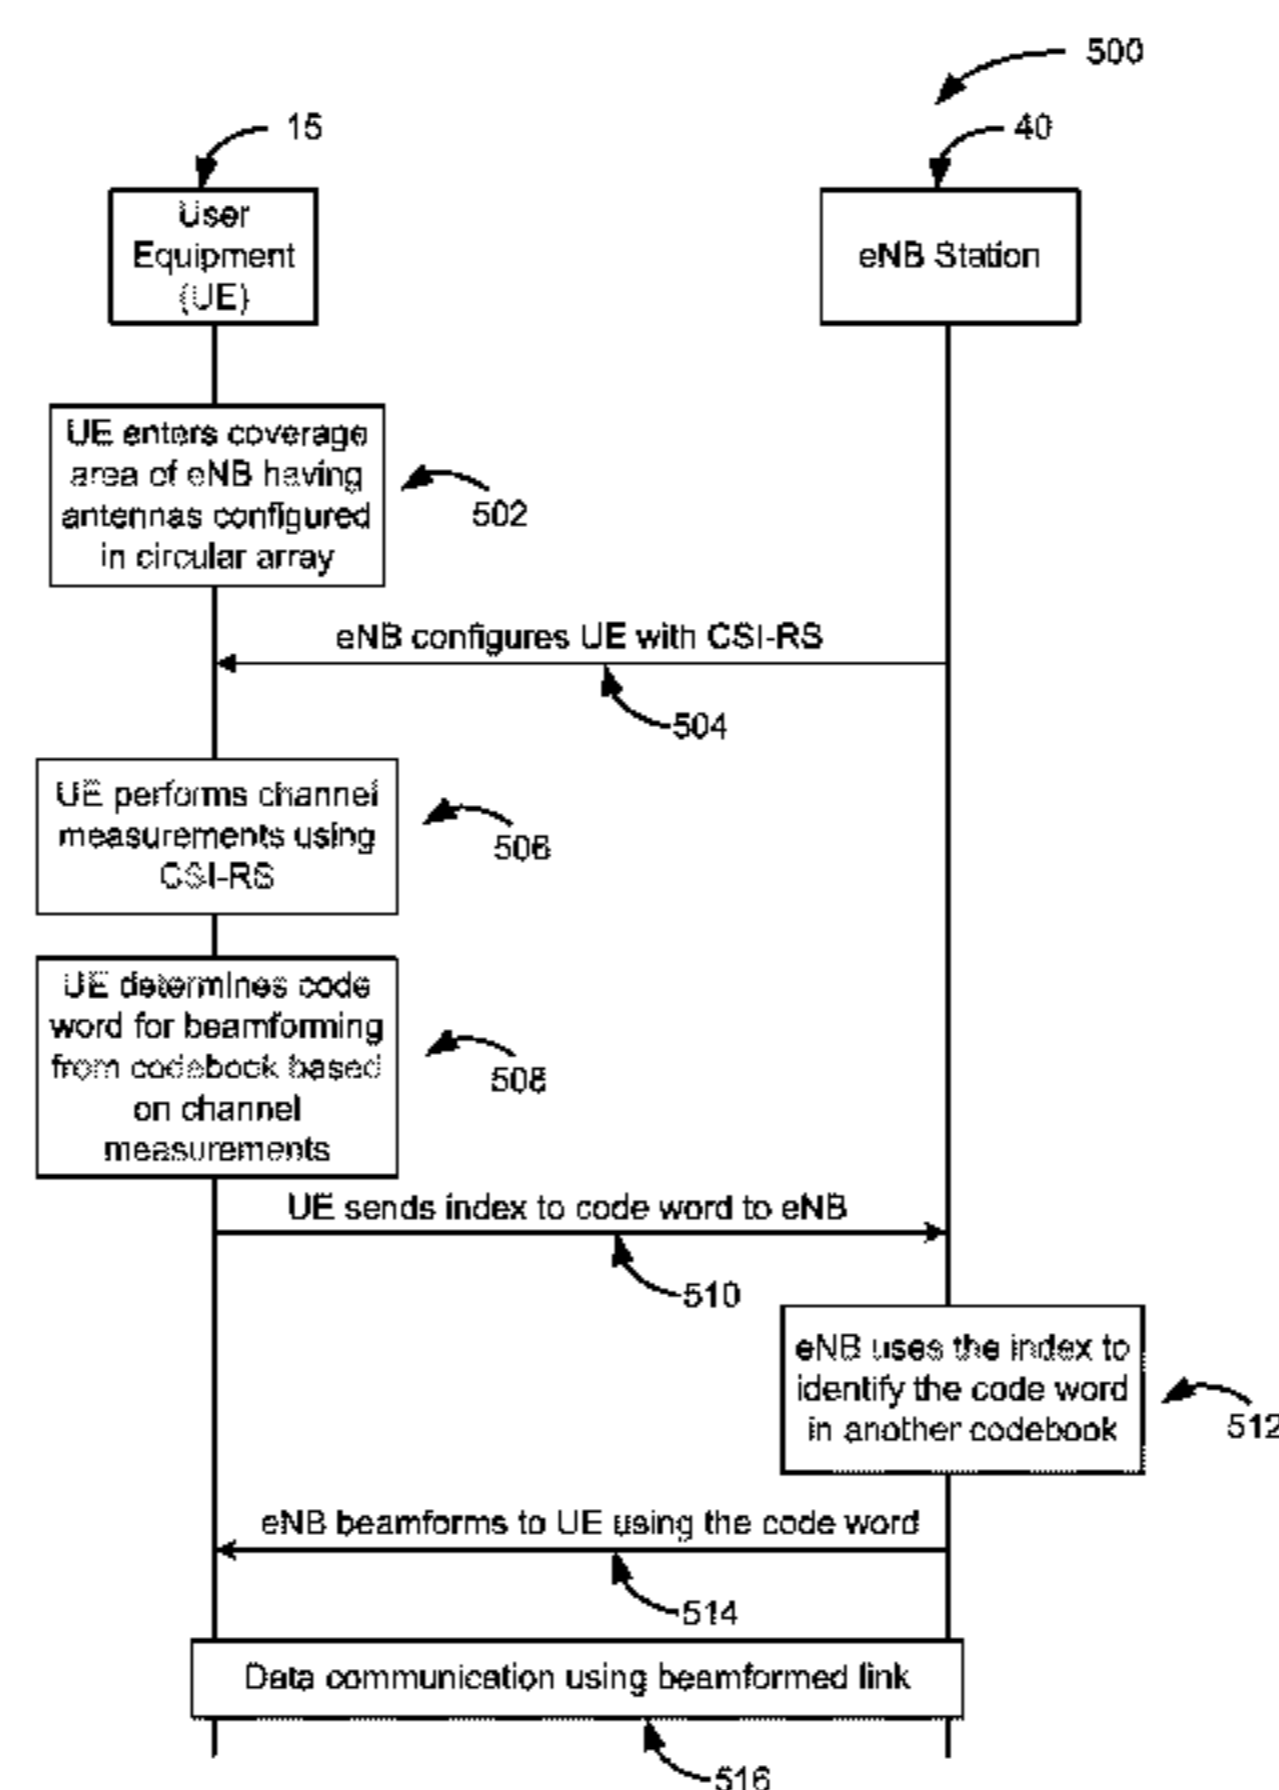 500
15
40
User
Equipment
(UE)
eNB Station
UE enters coverage
area of eNB having
antennas configured
in circular array
502
eNB configures UE with CSI-RS
504
UE performs channel
measurements using
CSI-RS
506
UE determines code
word for beamforming
from codebook based
on channel
measurements
508
UE sends index to code word to eNB
510
eNB uses the index to
identify the code word
in another codebook
512
eNB beamforms to UE using the code word
514
Data communication using beamformed link
516